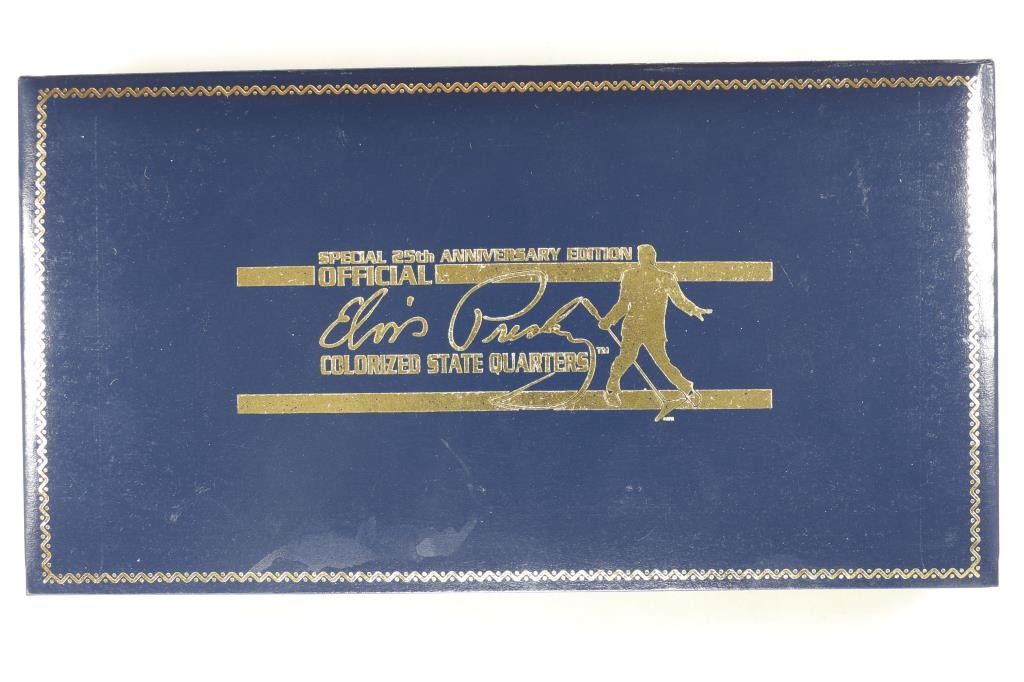 SPECIAL 25th ANNIVERSARY EDITION
OFFICIAL
Elvis Presley
COLORIZED STATE QUARTERS™